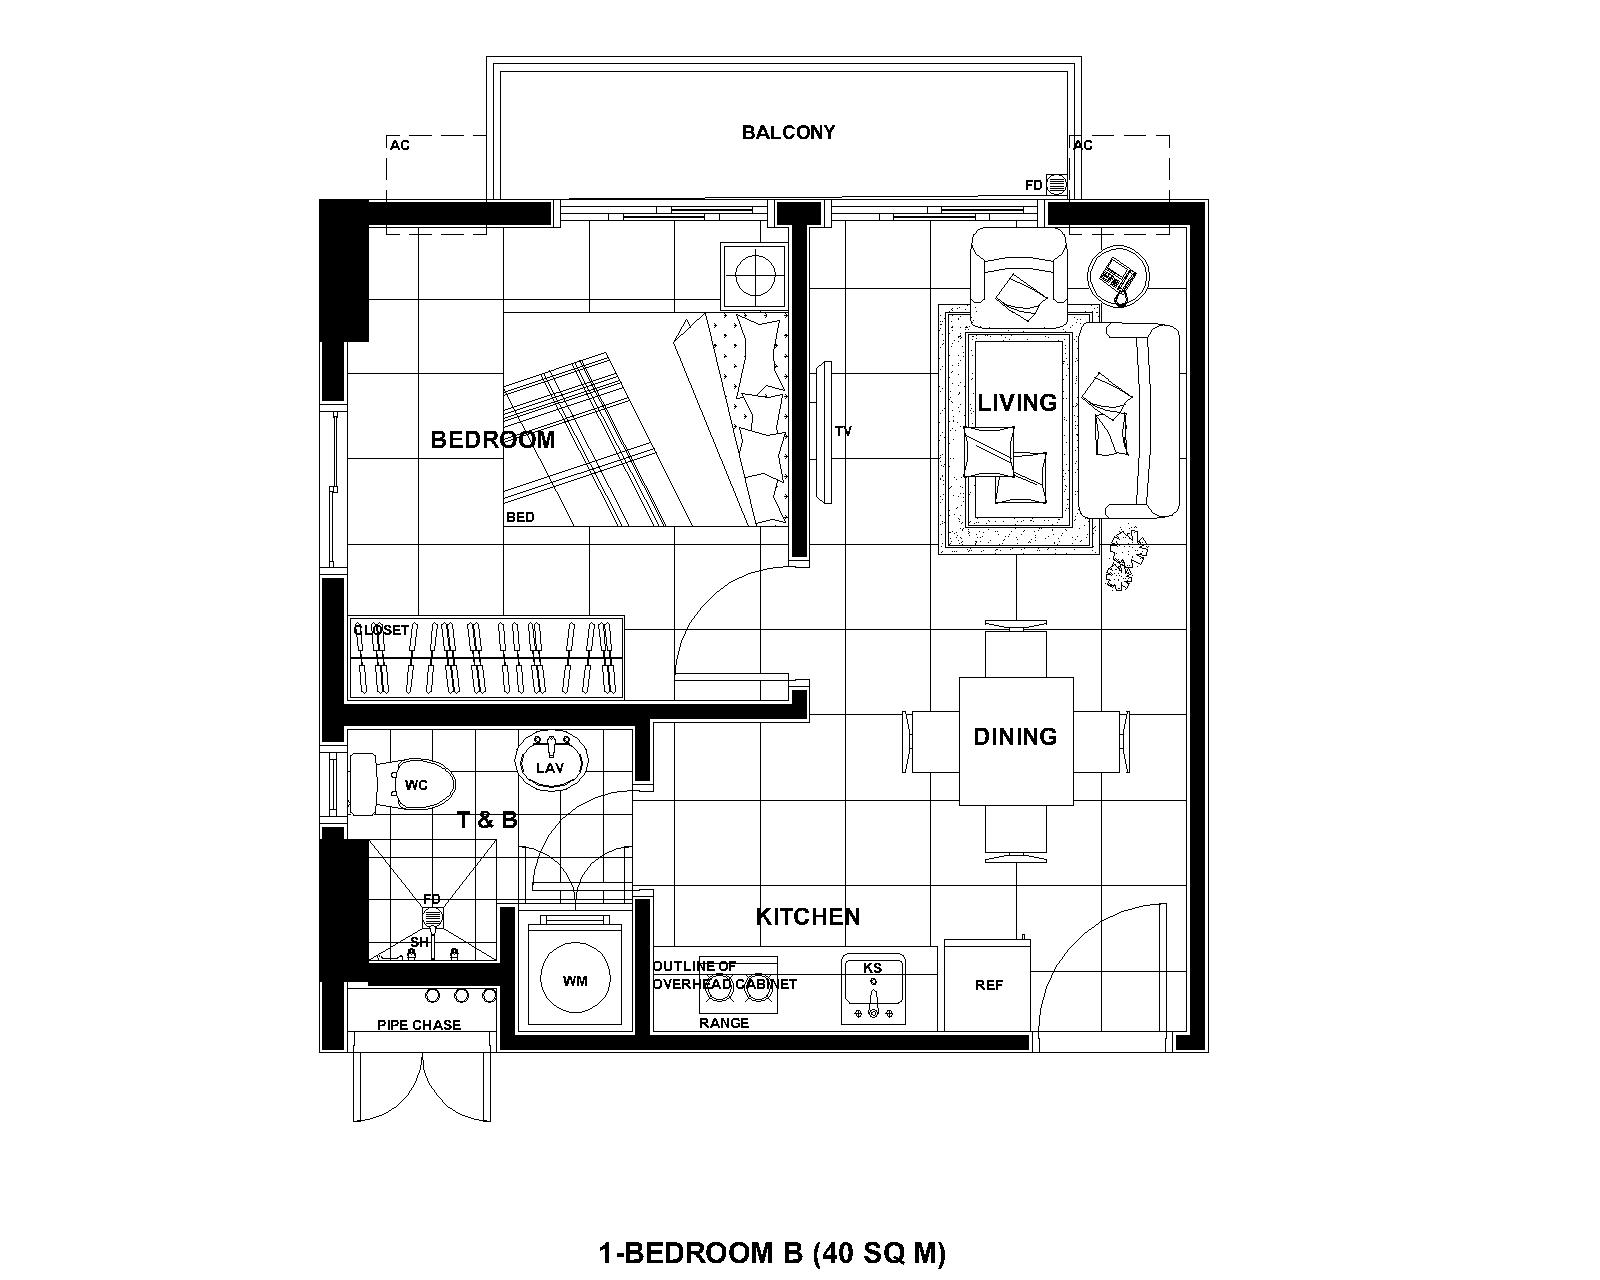 BALCONY
AC
AC
FD
BEDROOM
LIVING
TV
BED
CLOSET
DINING
LAV
WC
T & B
FD
KITCHEN
SH
OUTLINE OF
OVERHEAD CABINET
KS
WM
REF
RANGE
PIPE CHASE
1-BEDROOM B (40 SQ M)